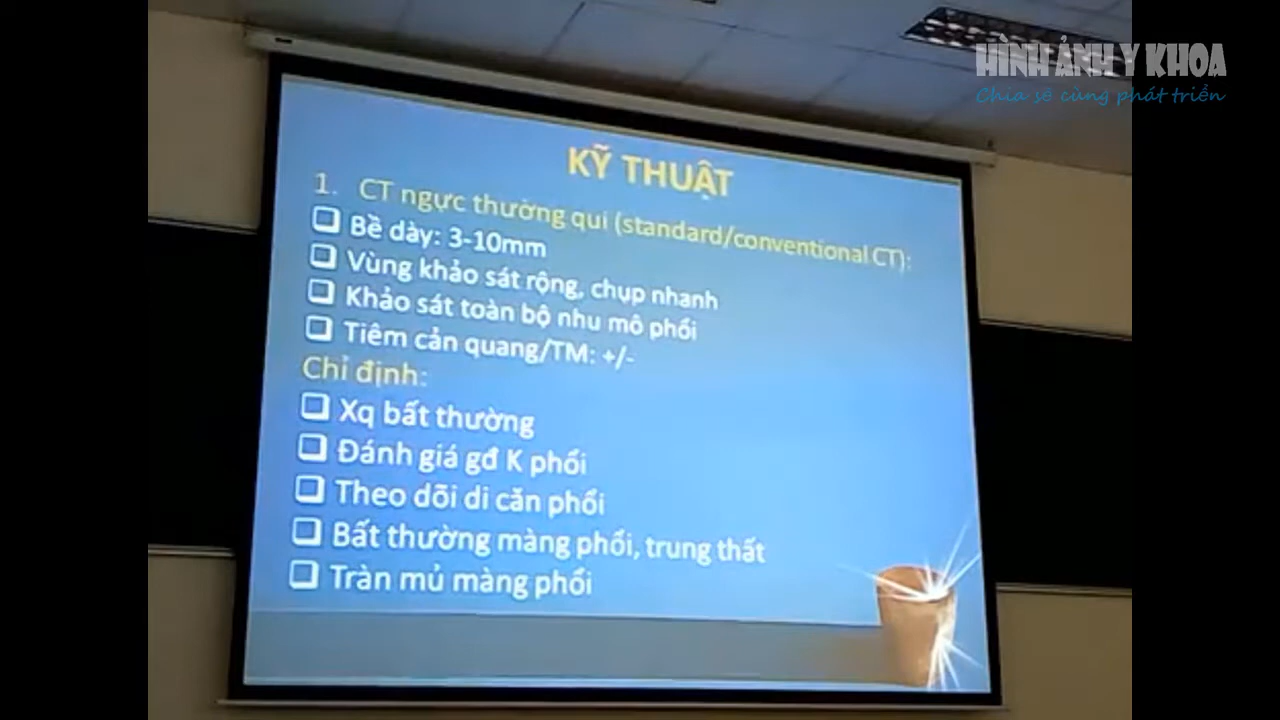 HÌNH ẢNH Y KHOA
Chia sẽ cùng phát triển
KỸ THUẬT
1. CT ngực thường qui (standard/conventional CT):
❑ Bề dày: 3-10mm
❑ Vùng khảo sát rộng, chụp nhanh
❑ Khảo sát toàn bộ nhu mô phổi
❑ Tiêm cản quang/TM: +/-
Chỉ định:
❑ Xq bất thường
❑ Đánh giá gđ K phổi
❑ Theo dõi di căn phổi
❑ Bất thường màng phổi, trung thất
❑ Tràn mủ màng phổi